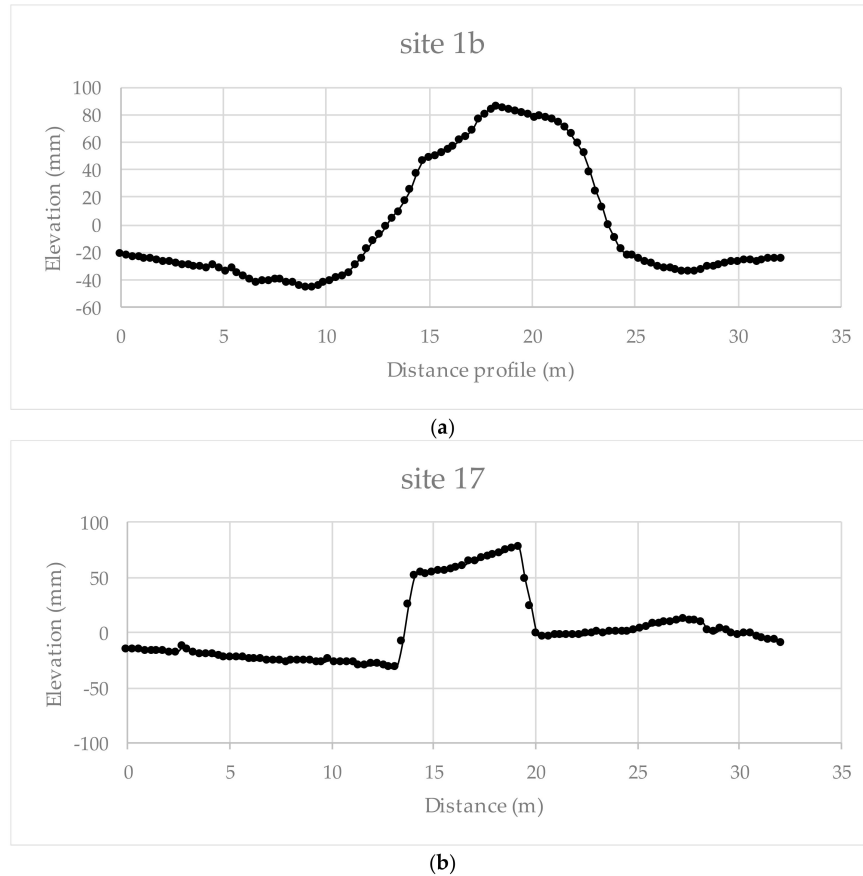 site 1b
100
80
60
40
20
0
-20
-40
-60
Elevation (mm)
0 5 10 15 20 25 30 35
Distance profile (m)
(a)
site 17
100
50
0
-50
-100
Elevation (mm)
0 5 10 15 20 25 30 35
Distance (m)
(b)